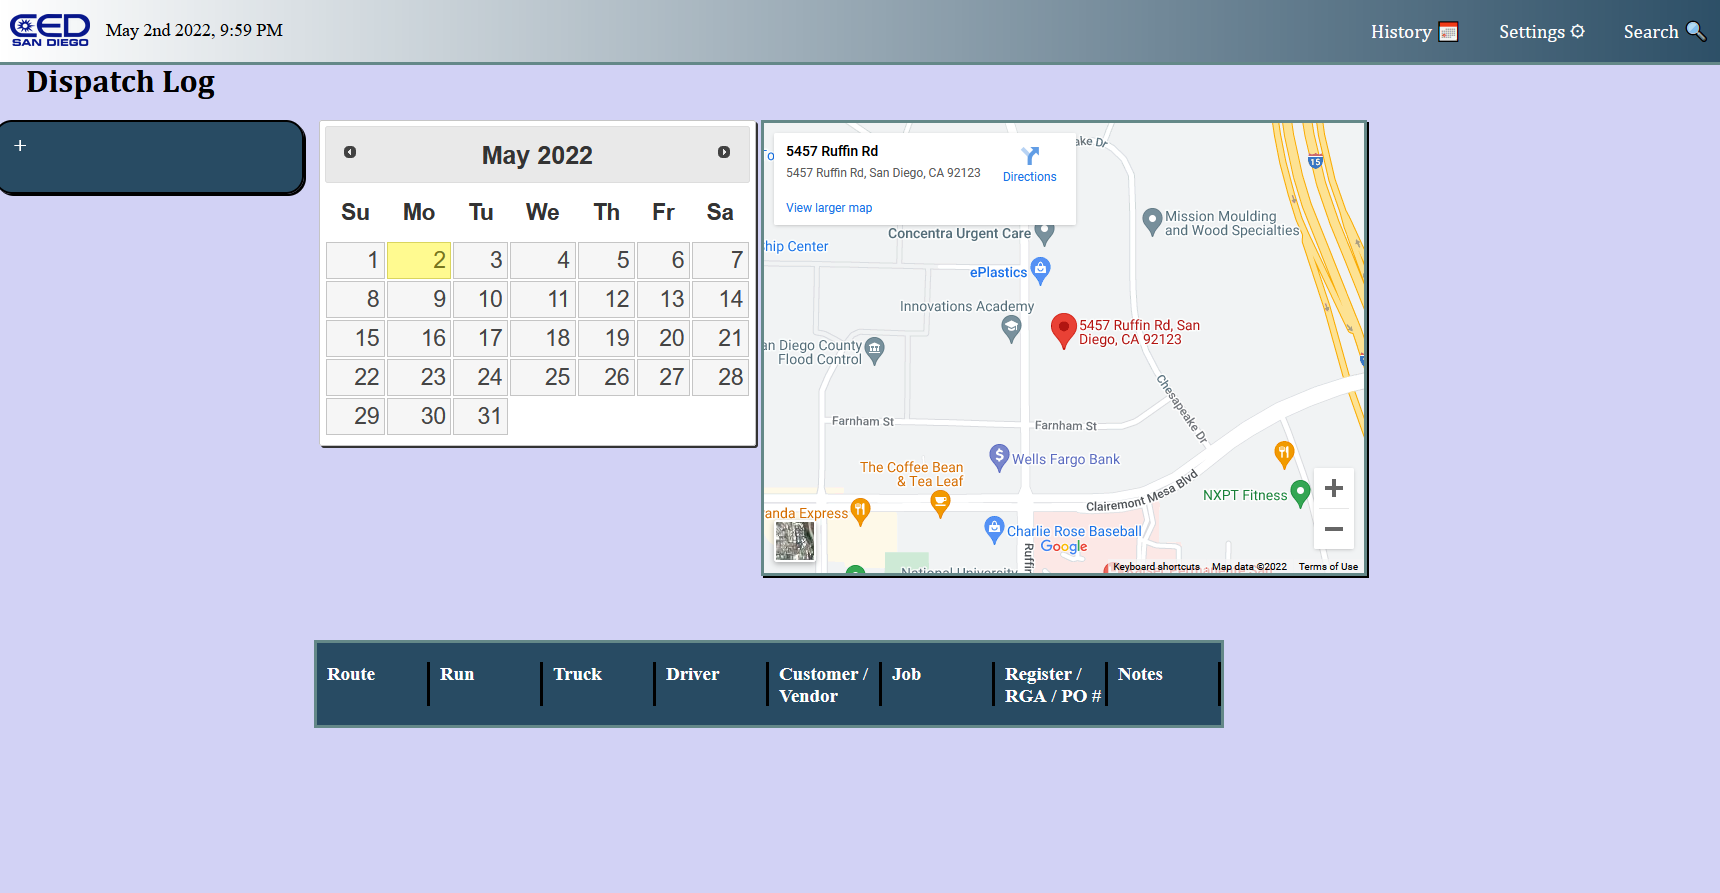 CED
SAN DIEGO
May 2nd 2022, 9:59 PM
History
Settings
Search
Dispatch Log
+
May 2022
Su Mo Tu We Th Fr Sa
1 2 3 4 5 6 7
8 9 10 11 12 13 14
15 16 17 18 19 20 21
22 23 24 25 26 27 28
29 30 31
5457 Ruffin Rd
5457 Ruffin Rd, San Diego, CA 92123
Directions
View larger map
ake Dr
15
Mission Moulding
and Wood Specialties
Concentra Urgent Care
hip Center
ePlastics
Innovations Academy
5457 Ruffin Rd, San
Diego, CA 92123
an Diego County
Flood Control
Chesapeake Dr
Farnham St
Farnham St
Wells Fargo Bank
The Coffee Bean
& Tea Leaf
Clairemont Mesa Blvd
NXPT Fitness
anda Express
Charlie Rose Baseball
Google
Ruffin
National University
Keyboard shortcuts
Map data ©2022
Terms of Use
Route
Run
Truck
Driver
Customer /
Vendor
Job
Register /
RGA / PO #
Notes